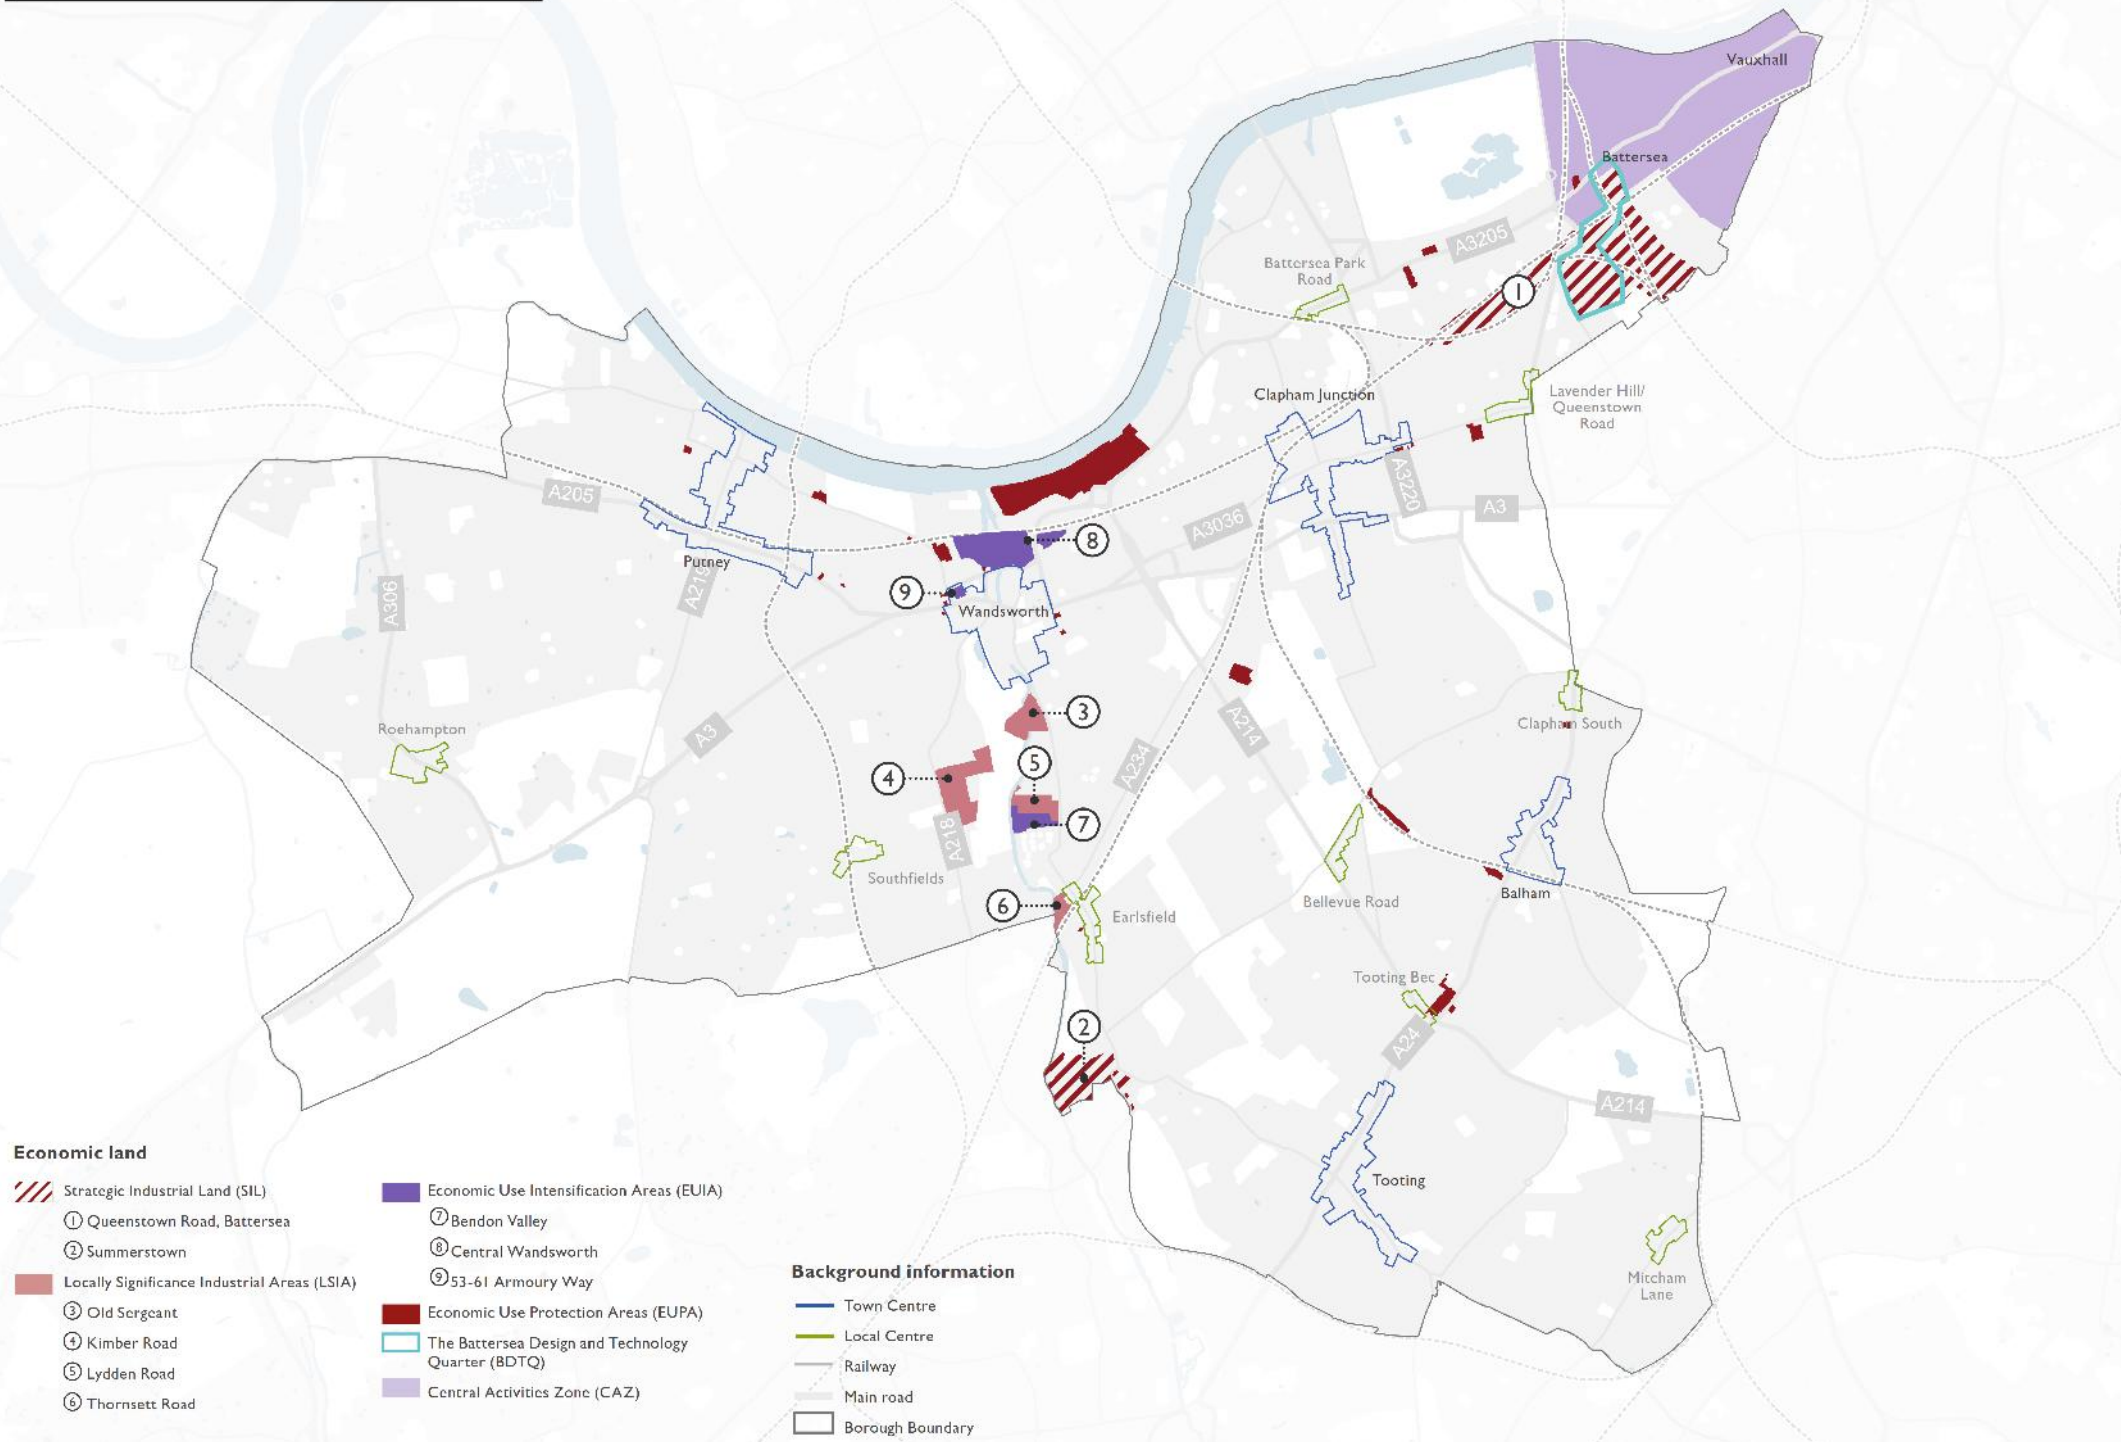 Vauxhall
Battersea
A3205
Battersea Park
Road
1
Clapham Junction
Lavender Hill/
Queenstown
Road
A205
A3220
A3
A3036
8
Putney
A219
A306
9
Wandsworth
3
Roehampton
A3
A214
Clapham South
5
4
A234
7
A218
Southfields
6
Earlsfield
Bellevue Road
Balham
Tooting Bec
2
A24
A214
Tooting
Mitcham
Lane
Economic land
Strategic Industrial Land (SIL)
1 Queenstown Road, Battersea
2 Summerstown
Locally Significance Industrial Areas (LSIA)
3 Old Sergeant
4 Kimber Road
5 Lydden Road
6 Thornsett Road
Economic Use Intensification Areas (EUIA)
7 Bendon Valley
8 Central Wandsworth
9 53-61 Armoury Way
Economic Use Protection Areas (EUPA)
The Battersea Design and Technology
Quarter (BDTQ)
Central Activities Zone (CAZ)
Background information
Town Centre
Local Centre
Railway
Main road
Borough Boundary